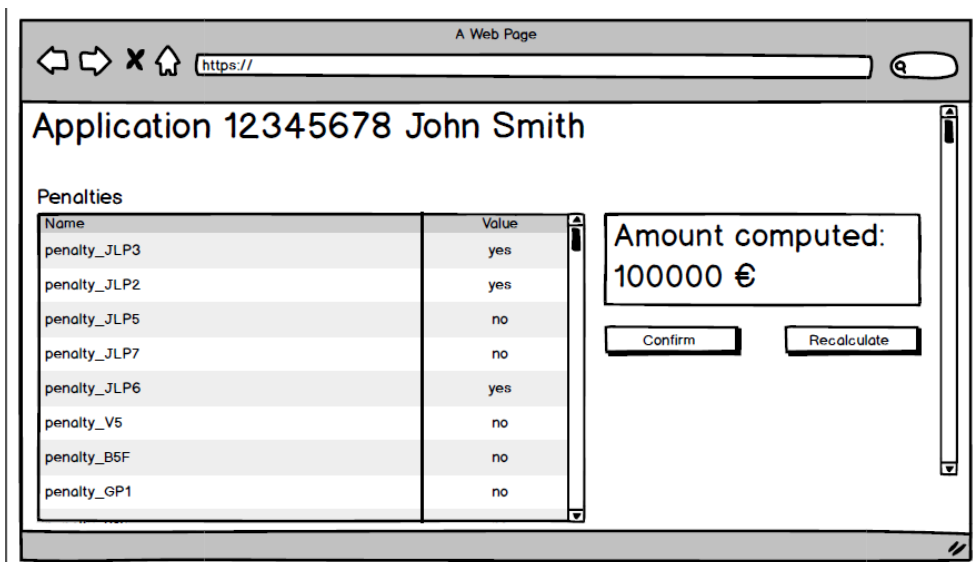 A Web Page
https://
Application 12345678 John Smith
Penalties
Name Value
penalty_JLP3 yes
penalty_JLP2 yes
penalty_JLP5 no
penalty_JLP7 no
penalty_JLP6 yes
penalty_V5 no
penalty_B5F no
penalty_GP1 no
Amount computed:
100000 €
Confirm Recalculate